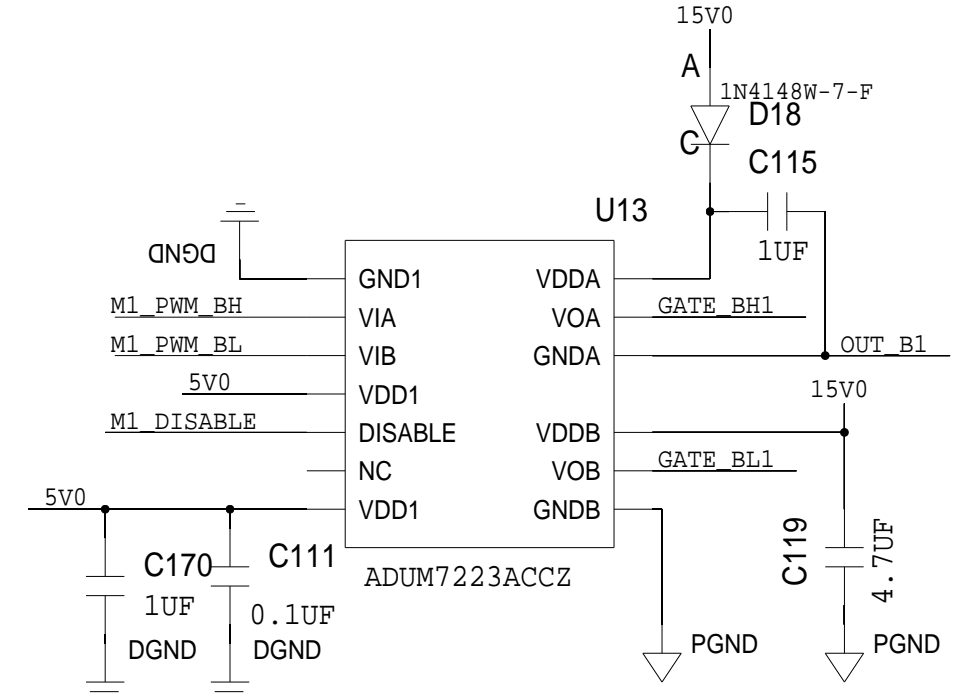 15V0
A
1N4148W-7-F
D18
C
C115
1UF
U13
DGND
GND1
VDDA
M1_PWM_BH
VIA
VOA
GATE_BH1
M1_PWM_BL
VIB
GNDA
OUT_B1
5V0
VDD1
15V0
M1_DISABLE
DISABLE
VDDB
NC
VOB
GATE_BL1
5V0
VDD1
GNDB
C170
1UF
C111
0.1UF
ADUM7223ACCZ
C119
4.7UF
DGND
DGND
PGND
PGND